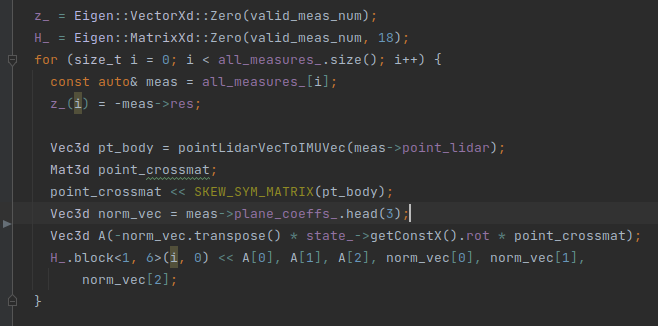 z_ = Eigen::VectorXd::Zero(valid_meas_num);
H_ = Eigen::MatrixXd::Zero(valid_meas_num, 18);
for (size_t i = 0; i < all_measures_.size(); i++) {
const auto& meas = all_measures_[i];
z_(i) = -meas->res;
Vec3d pt_body = pointLidarVecToIMUVec(meas->point_lidar);
Mat3d point_crossmat;
point_crossmat << SKEW_SYM_MATRIX(pt_body);
Vec3d norm_vec = meas->plane_coeffs_.head(3);
Vec3d A(-norm_vec.transpose() * state_->getConstX().rot * point_crossmat);
H_.block<1, 6>(i, 0) << A[0], A[1], A[2], norm_vec[0], norm_vec[1],
norm_vec[2];
}